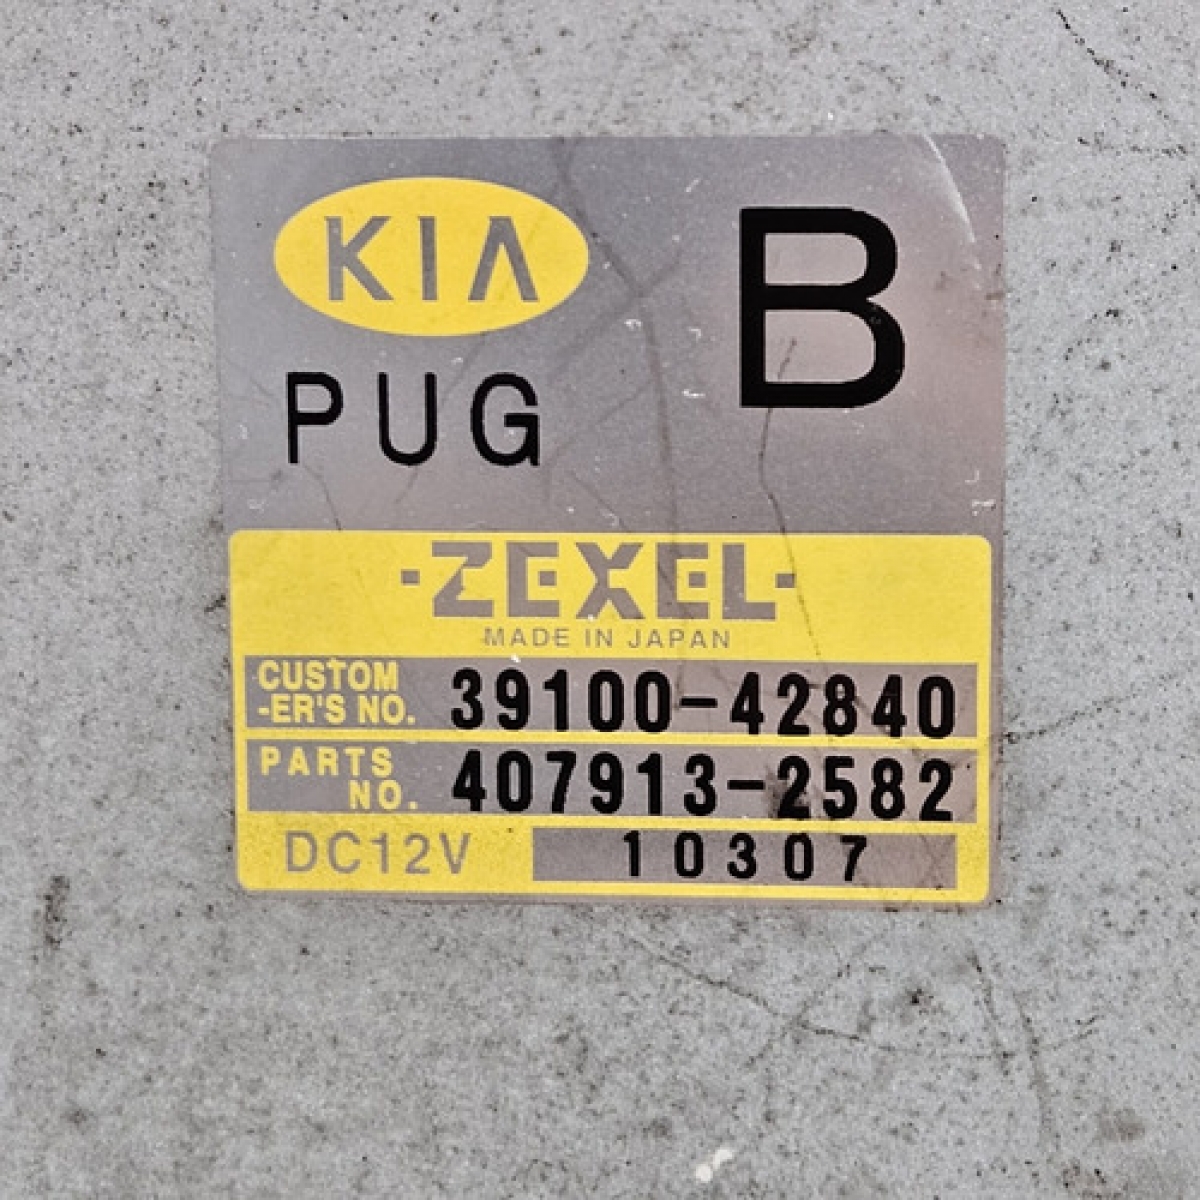 KIA
B
PUG
·ZEXEL·
MADE IN JAPAN
CUSTOM
-ER'S NO. 39100-42840
PARTS
NO. 407913-2582
DC12V 10307